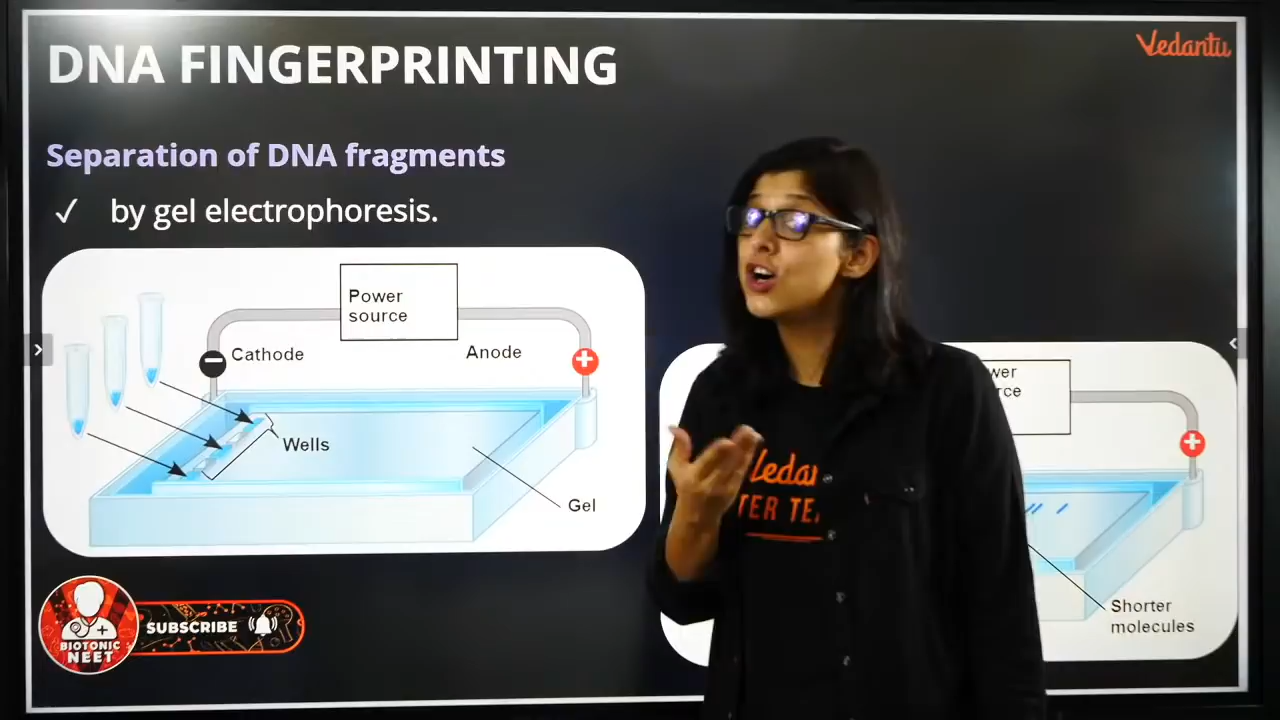 DNA FINGERPRINTING
Vedantu
Separation of DNA fragments
✓ by gel electrophoresis.
Power
source
Cathode
Anode
Wells
Gel
Shorter
molecules
SUBSCRIBE
BIOTONIC
NEET